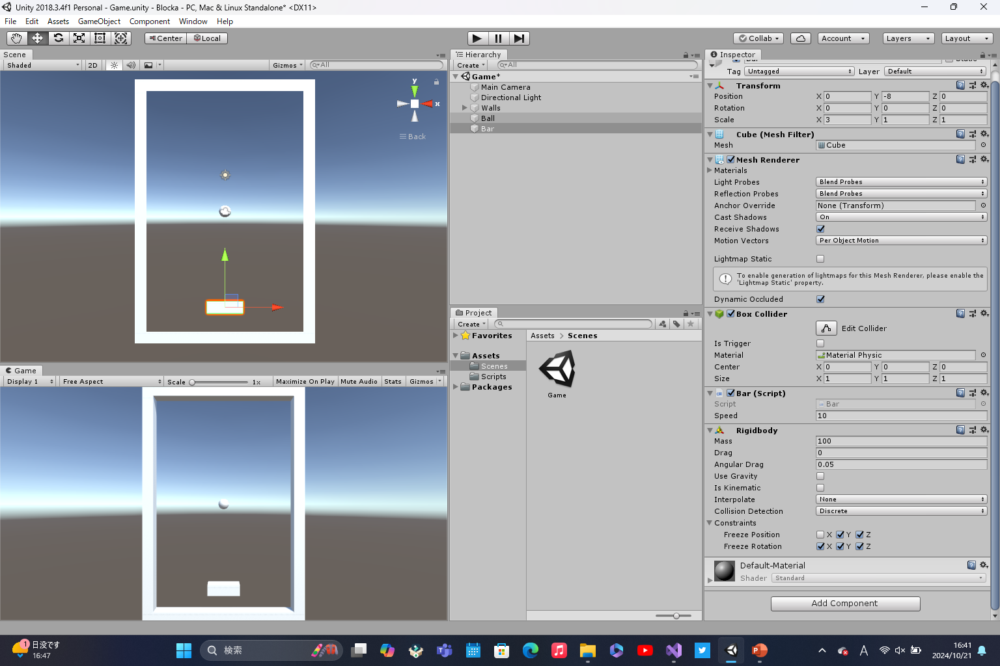 Unity 2018.3.4f1 Personal - Game.unity - Blocka - PC, Mac & Linux Standalone* <DX11>
File Edit Assets GameObject Component Window Help
Center Local
Collab Account Layers Layout
Scene
Shaded 2D Gizmos All
y
x
Back
Game
Display 1 Free Aspect Scale 1x Maximize On Play Mute Audio Stats Gizmos
Hierarchy
Create All
Game*
Main Camera
Directional Light
Walls
Ball
Bar
Project
Create
Favorites
Assets
Scenes
Scripts
Packages
Assets > Scenes
Game
Inspector
Tag Untagged Layer Default
Transform
Position X 0 Y -8 Z 0
Rotation X 0 Y 0 Z 0
Scale X 3 Y 1 Z 1
Cube (Mesh Filter)
Mesh Cube
Mesh Renderer
Materials
Light Probes Blend Probes
Reflection Probes Blend Probes
Anchor Override None (Transform)
Cast Shadows On
Receive Shadows
Motion Vectors Per Object Motion
Lightmap Static
To enable generation of lightmaps for this Mesh Renderer, please enable the
'Lightmap Static' property.
Dynamic Occluded
Box Collider
Edit Collider
Is Trigger
Material Material Physic
Center X 0 Y 0 Z 0
Size X 1 Y 1 Z 1
Bar (Script)
Script Bar
Speed 10
Rigidbody
Mass 100
Drag 0
Angular Drag 0.05
Use Gravity
Is Kinematic
Interpolate None
Collision Detection Discrete
Constraints
Freeze Position X Y Z
Freeze Rotation X Y Z
Default-Material
Shader Standard
Add Component
1
日没です
16:47
検索
A
16:41
2024/10/21